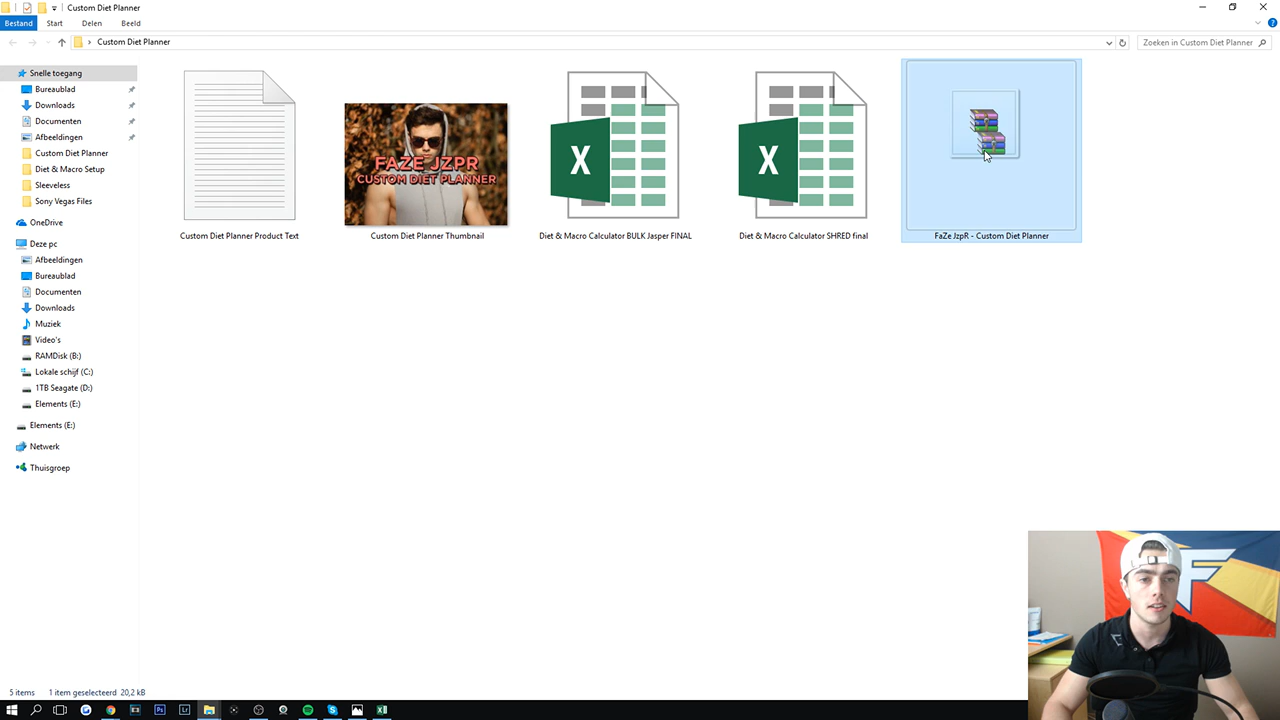 Custom Diet Planner
Bestand Start Delen Beeld
Custom Diet Planner
Zoeken in Custom Diet Planner
Snelle toegang
Bureaublad
Downloads
Documenten
Afbeeldingen
Custom Diet Planner
Diet & Macro Setup
Sleeveless
Sony Vegas Files
OneDrive
Deze pc
Afbeeldingen
Bureaublad
Documenten
Downloads
Muziek
Video's
RAMDisk (B:)
Lokale schijf (C:)
1TB Seagate (D:)
Elements (E:)
Elements (E:)
Netwerk
Thuisgroep
FAZE JZPR
CUSTOM DIET PLANNER
X
X
Custom Diet Planner Product Text
Custom Diet Planner Thumbnail
Diet & Macro Calculator BULK Jasper FINAL
Diet & Macro Calculator SHRED final
FaZe JzpR - Custom Diet Planner
5 items 1 item geselecteerd 20,2 kB
Ps
Lr